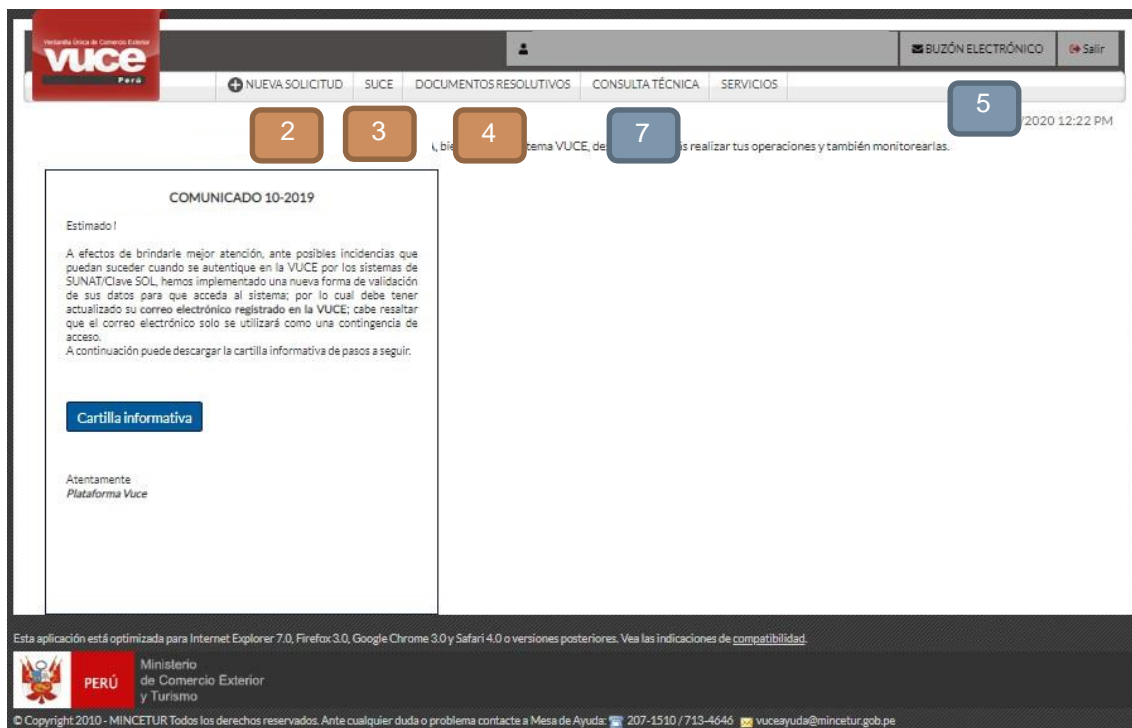 Ventanilla Única de Comercio Exterior
vuce
Perú
BUZÓN ELECTRÓNICO
Salir
NUEVA SOLICITUD SUCE DOCUMENTOS RESOLUTIVOS CONSULTA TÉCNICA SERVICIOS
2 3 4 7 5
/2020 12:22 PM
tema VUCE, realizar tus operaciones y también monitorearlas.
COMUNICADO 10-2019
Estimado
A efectos de brindarle mejor atención, ante posibles incidencias que
puedan suceder cuando se autentique en la VUCE por los sistemas de
SUNAT/Clave SOL, hemos implementado una nueva forma de validación
de sus datos para que acceda al sistema; por lo cual debe tener
actualizado su correo electrónico registrado en la VUCE; cabe resaltar
que el correo electrónico solo se utilizará como una contingencia de
acceso.
A continuación puede descargar la cartilla informativa de pasos a seguir.
Cartilla informativa
Atentamente
Plataforma Vuce
Esta aplicación está optimizada para Internet Explorer 7.0, Firefox 3.0, Google Chrome 3.0 y Safari 4.0 o versiones posteriores. Vea las indicaciones de compatibilidad.
PERÚ
Ministerio
de Comercio Exterior
y Turismo
© Copyright 2010 - MINCETUR Todos los derechos reservados. Ante cualquier duda o problema contacte a Mesa de Ayuda: 207-1510 / 713-4646 vuceayuda@mincetur.gob.pe